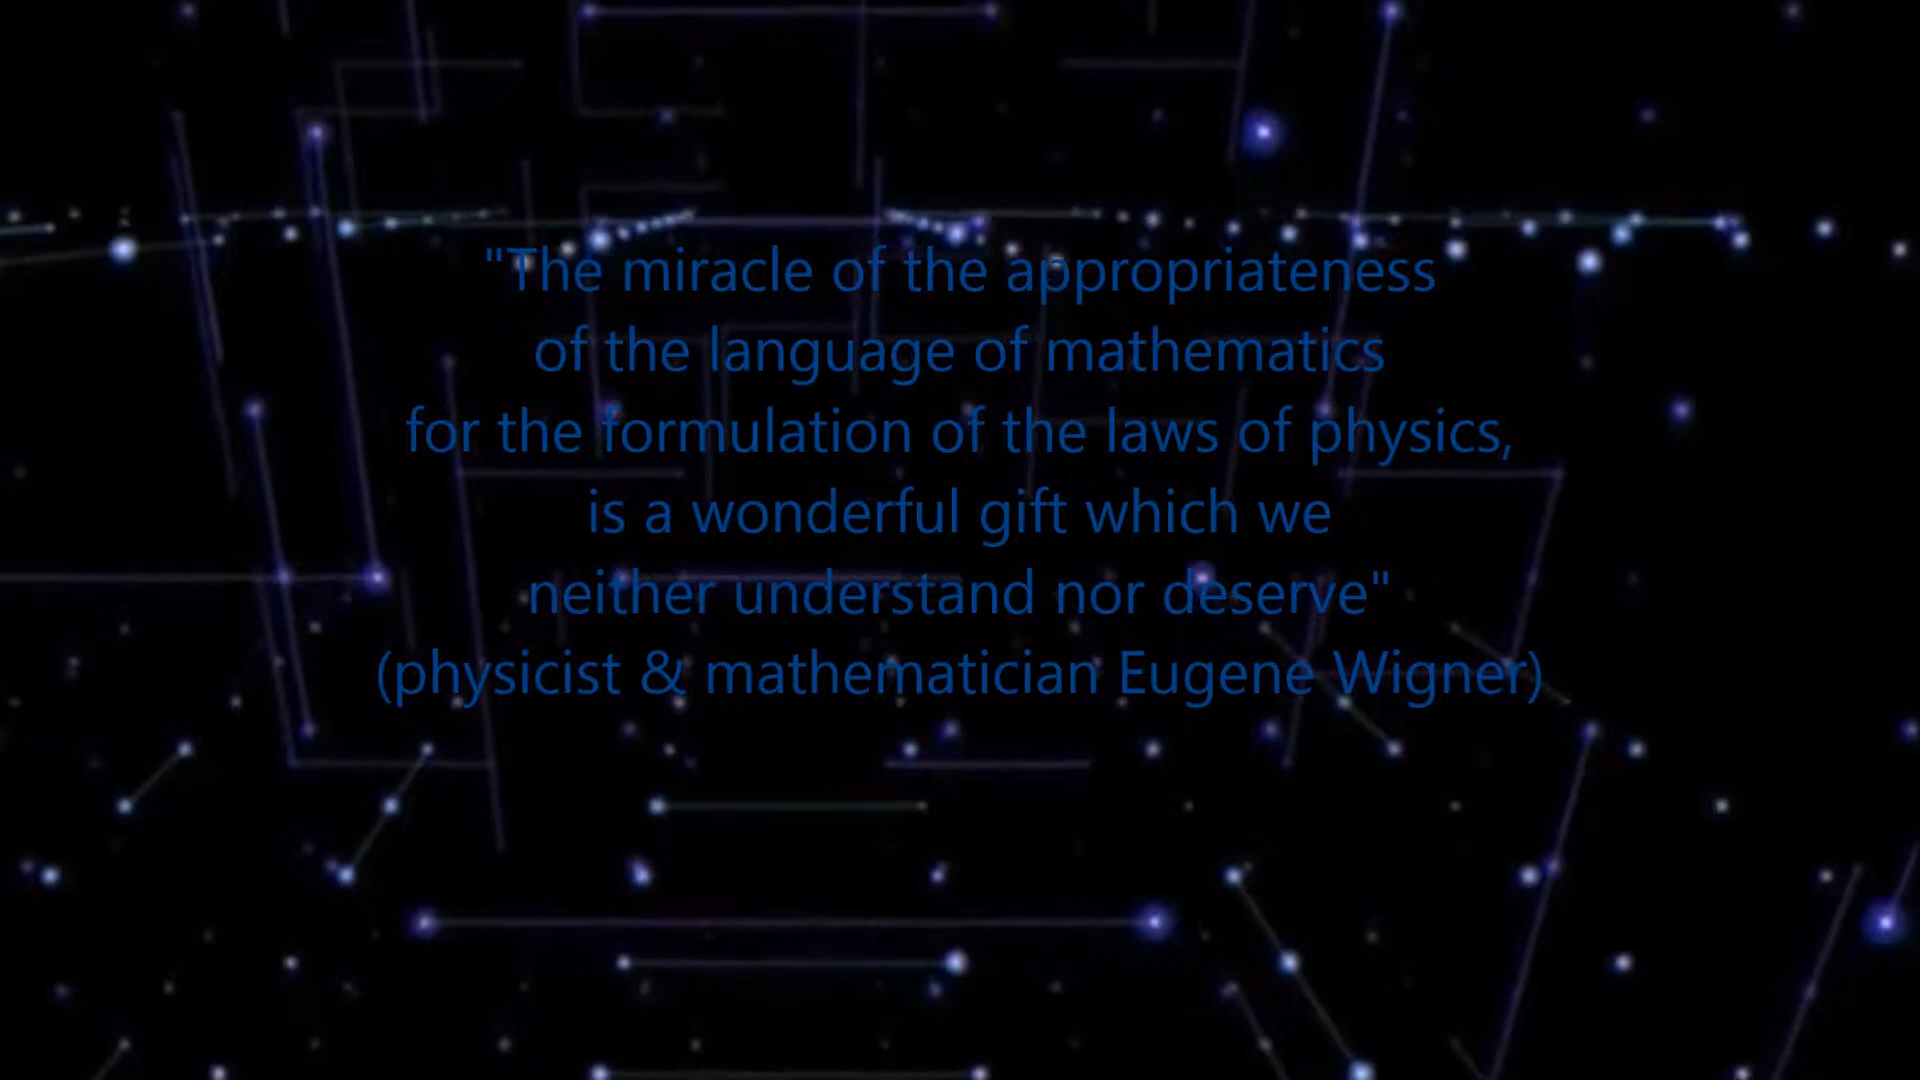 "The miracle of the appropriateness
of the language of mathematics
for the formulation of the laws of physics,
is a wonderful gift which we
neither understand nor deserve"
(physicist & mathematician Eugene Wigner)